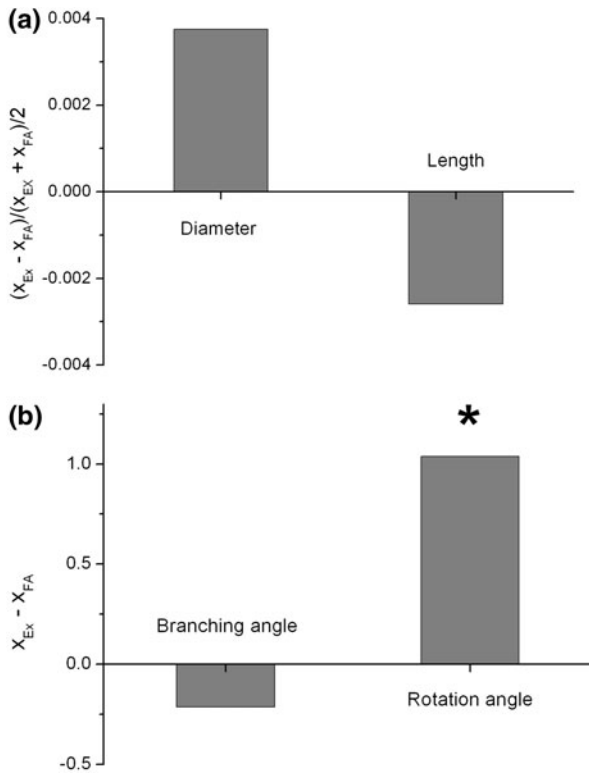 (a)
0.004
0.002
0.000
-0.002
-0.004
(x_Ex - x_FA)/(x_EX + x_FA)/2
Diameter
Length
(b)
*
1.0
0.5
0.0
-0.5
x_Ex - x_FA
Branching angle
Rotation angle